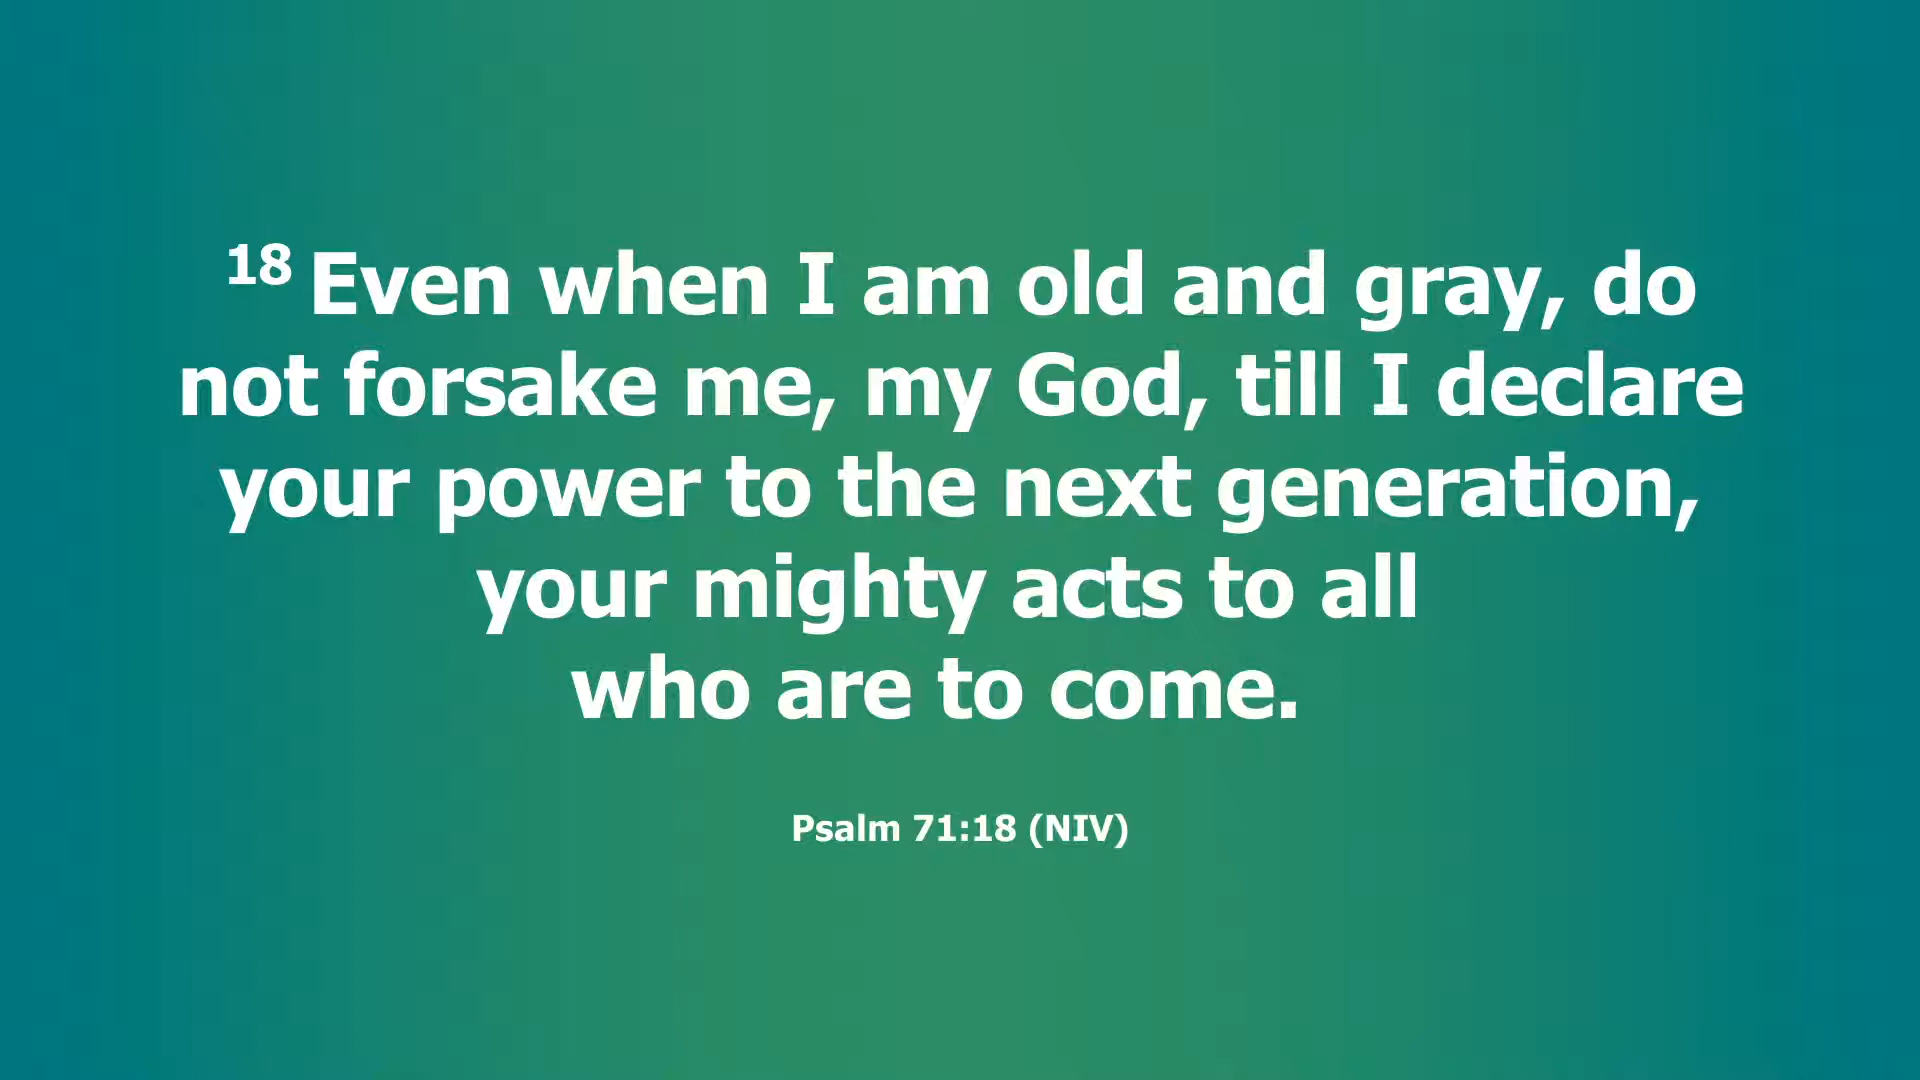 18 Even when I am old and gray, do
not forsake me, my God, till I declare
your power to the next generation,
your mighty acts to all
who are to come.
Psalm 71:18 (NIV)